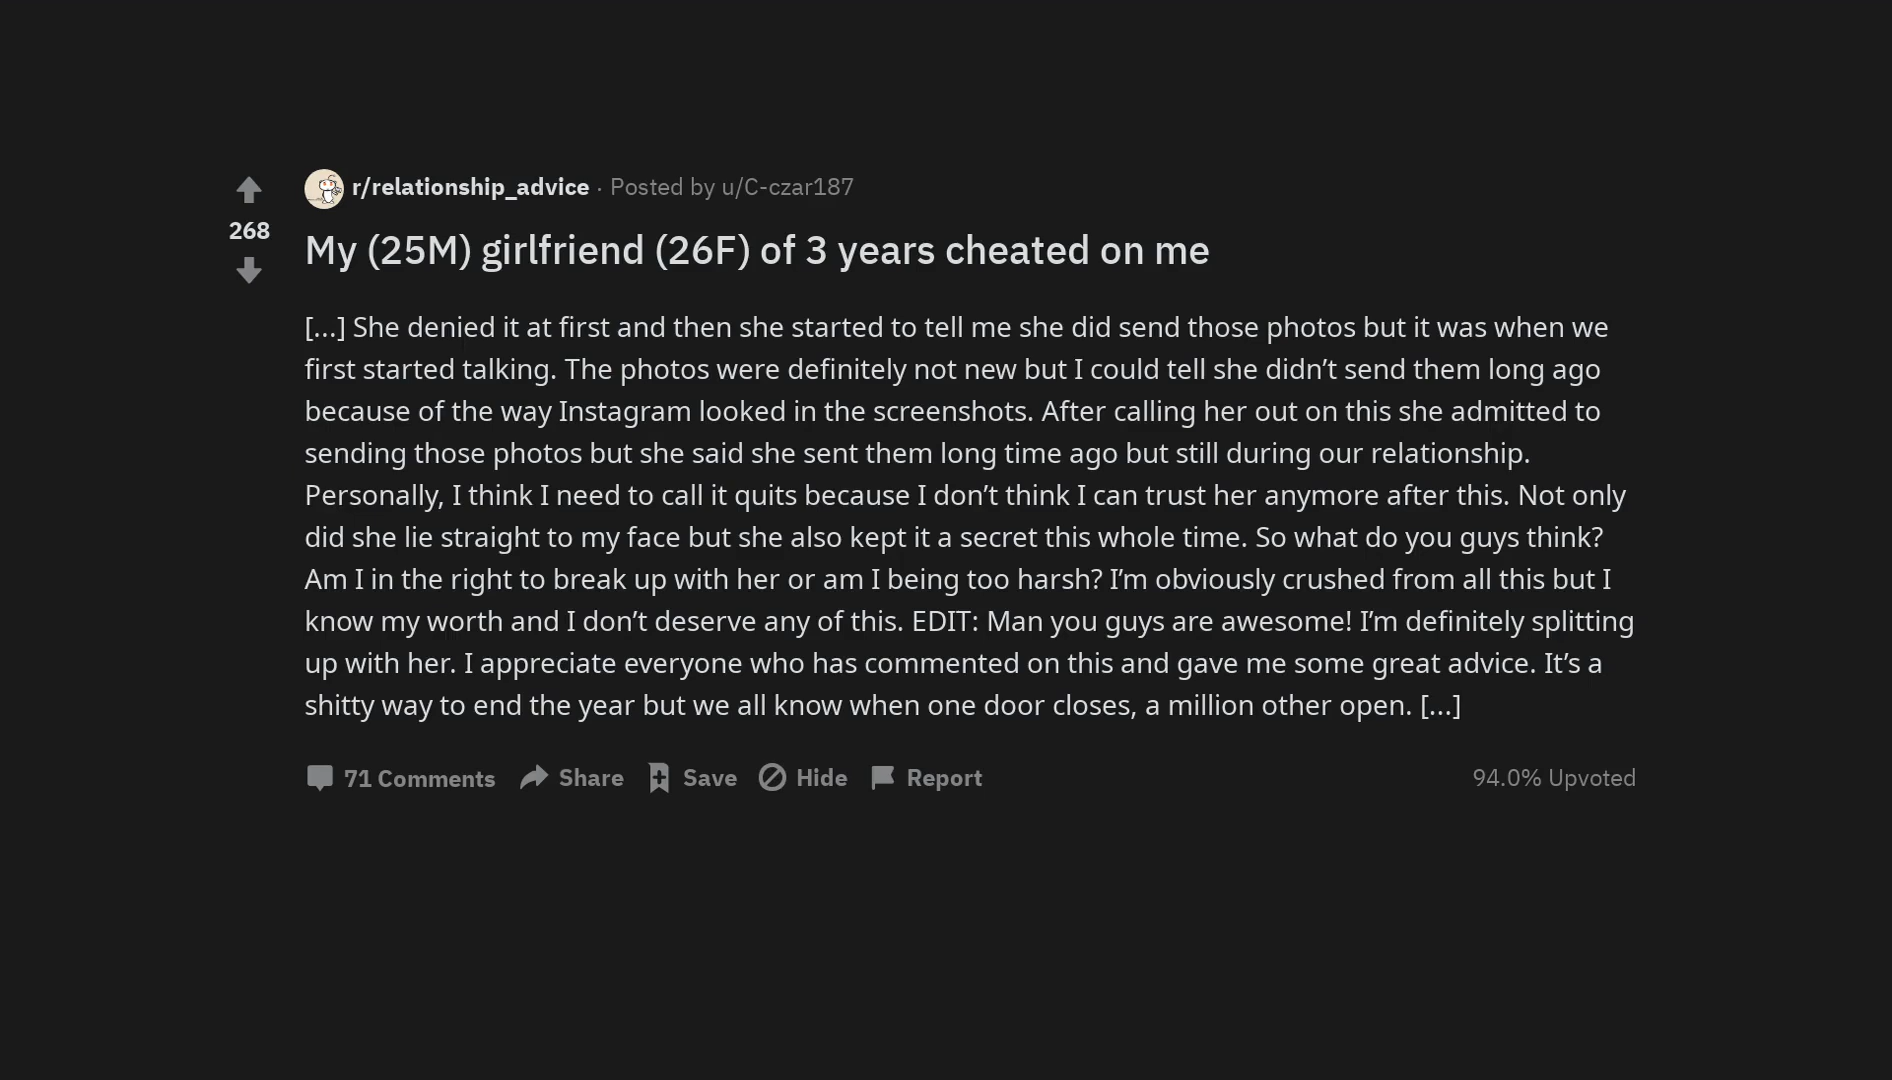 r/relationship_advice · Posted by u/C-czar187
268
My (25M) girlfriend (26F) of 3 years cheated on me
[...] She denied it at first and then she started to tell me she did send those photos but it was when we
first started talking. The photos were definitely not new but I could tell she didn’t send them long ago
because of the way Instagram looked in the screenshots. After calling her out on this she admitted to
sending those photos but she said she sent them long time ago but still during our relationship.
Personally, I think I need to call it quits because I don’t think I can trust her anymore after this. Not only
did she lie straight to my face but she also kept it a secret this whole time. So what do you guys think?
Am I in the right to break up with her or am I being too harsh? I’m obviously crushed from all this but I
know my worth and I don’t deserve any of this. EDIT: Man you guys are awesome! I’m definitely splitting
up with her. I appreciate everyone who has commented on this and gave me some great advice. It’s a
shitty way to end the year but we all know when one door closes, a million other open. [...]
71 Comments Share Save Hide Report 94.0% Upvoted